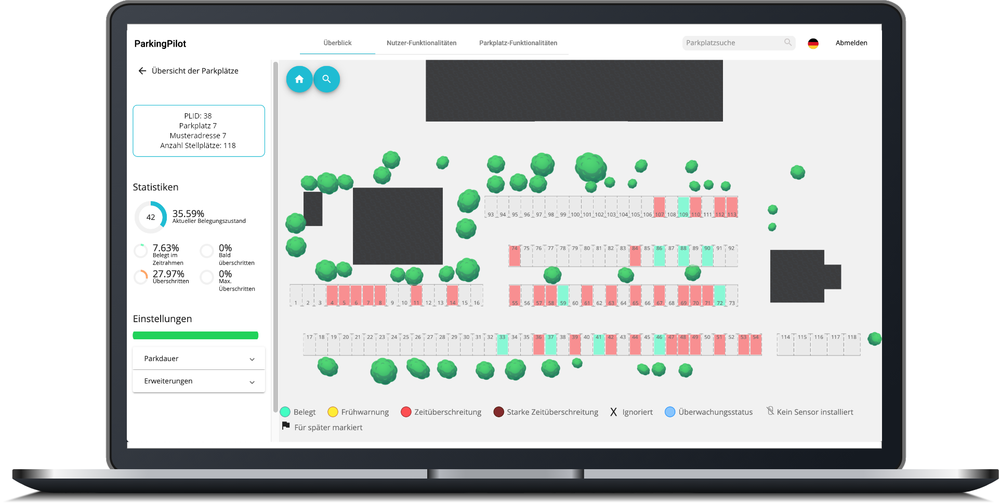 ParkingPilot
Überblick
Nutzer-Funktionalitäten
Parkplatz-Funktionalitäten
Parkplatzsuche
Abmelden
Übersicht der Parkplätze
PLID: 38
Parkplatz 7
Musteradresse 7
Anzahl Stellplätze: 118
Statistiken
42
35.59%
Aktueller Belegungszustand
7.63%
Belegt im
Zeitrahmen
0%
Bald
überschritten
27.97%
Überschritten
0%
Max.
Überschritten
Einstellungen
Parkdauer
Erweiterungen
93 94 95 96 97 98 99 100 101 102 103 104 105 106 107 108 109 110 111 112 113
74 75 76 77 78 79 80 81 82 83 84 85 86 87 88 89 90 91 92
1 2 3 4 5 6 7 8 9 10 11 12 13 14 15 16
55 56 57 58 59 60 61 62 63 64 65 66 67 68 69 70 71 72 73
17 18 19 20 21 22 23 24 25 26 27 28 29 30 31 32 33 34 35 36 37 38 39 40 41 42 43 44 45 46 47 48 49 50 51 52 53 54
114 115 116 117 118
Belegt
Frühwarnung
Zeitüberschreitung
Starke Zeitüberschreitung
X Ignoriert
Überwachungsstatus
Kein Sensor installiert
Für später markiert